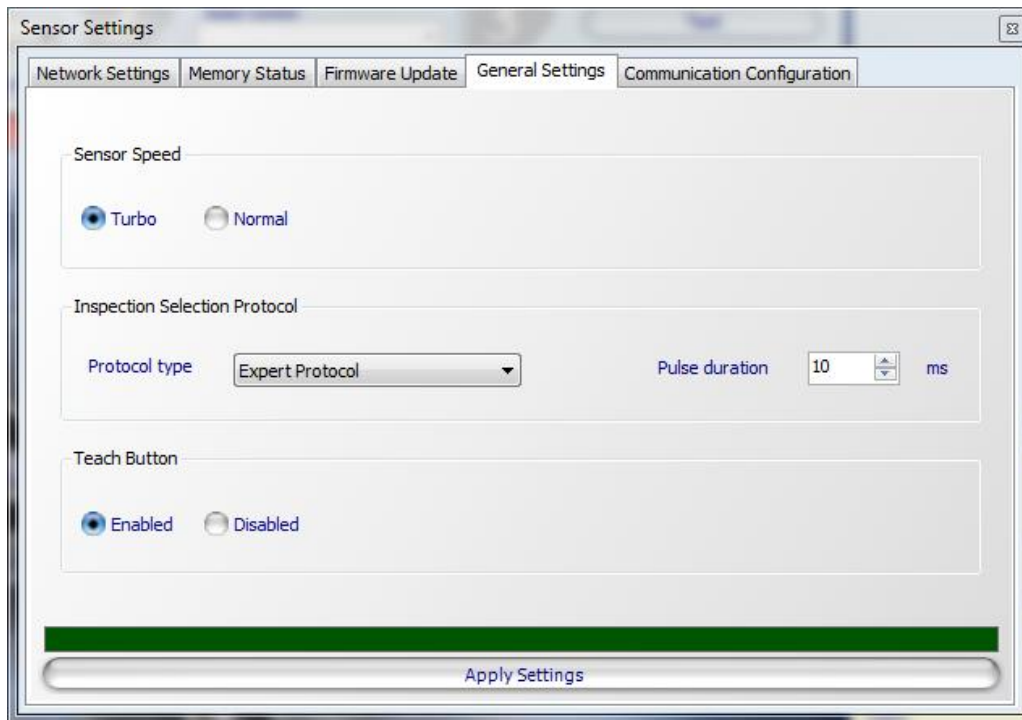 Sensor Settings
Network Settings Memory Status Firmware Update General Settings Communication Configuration
Sensor Speed
Turbo Normal
Inspection Selection Protocol
Protocol type Expert Protocol Pulse duration 10 ms
Teach Button
Enabled Disabled
Apply Settings